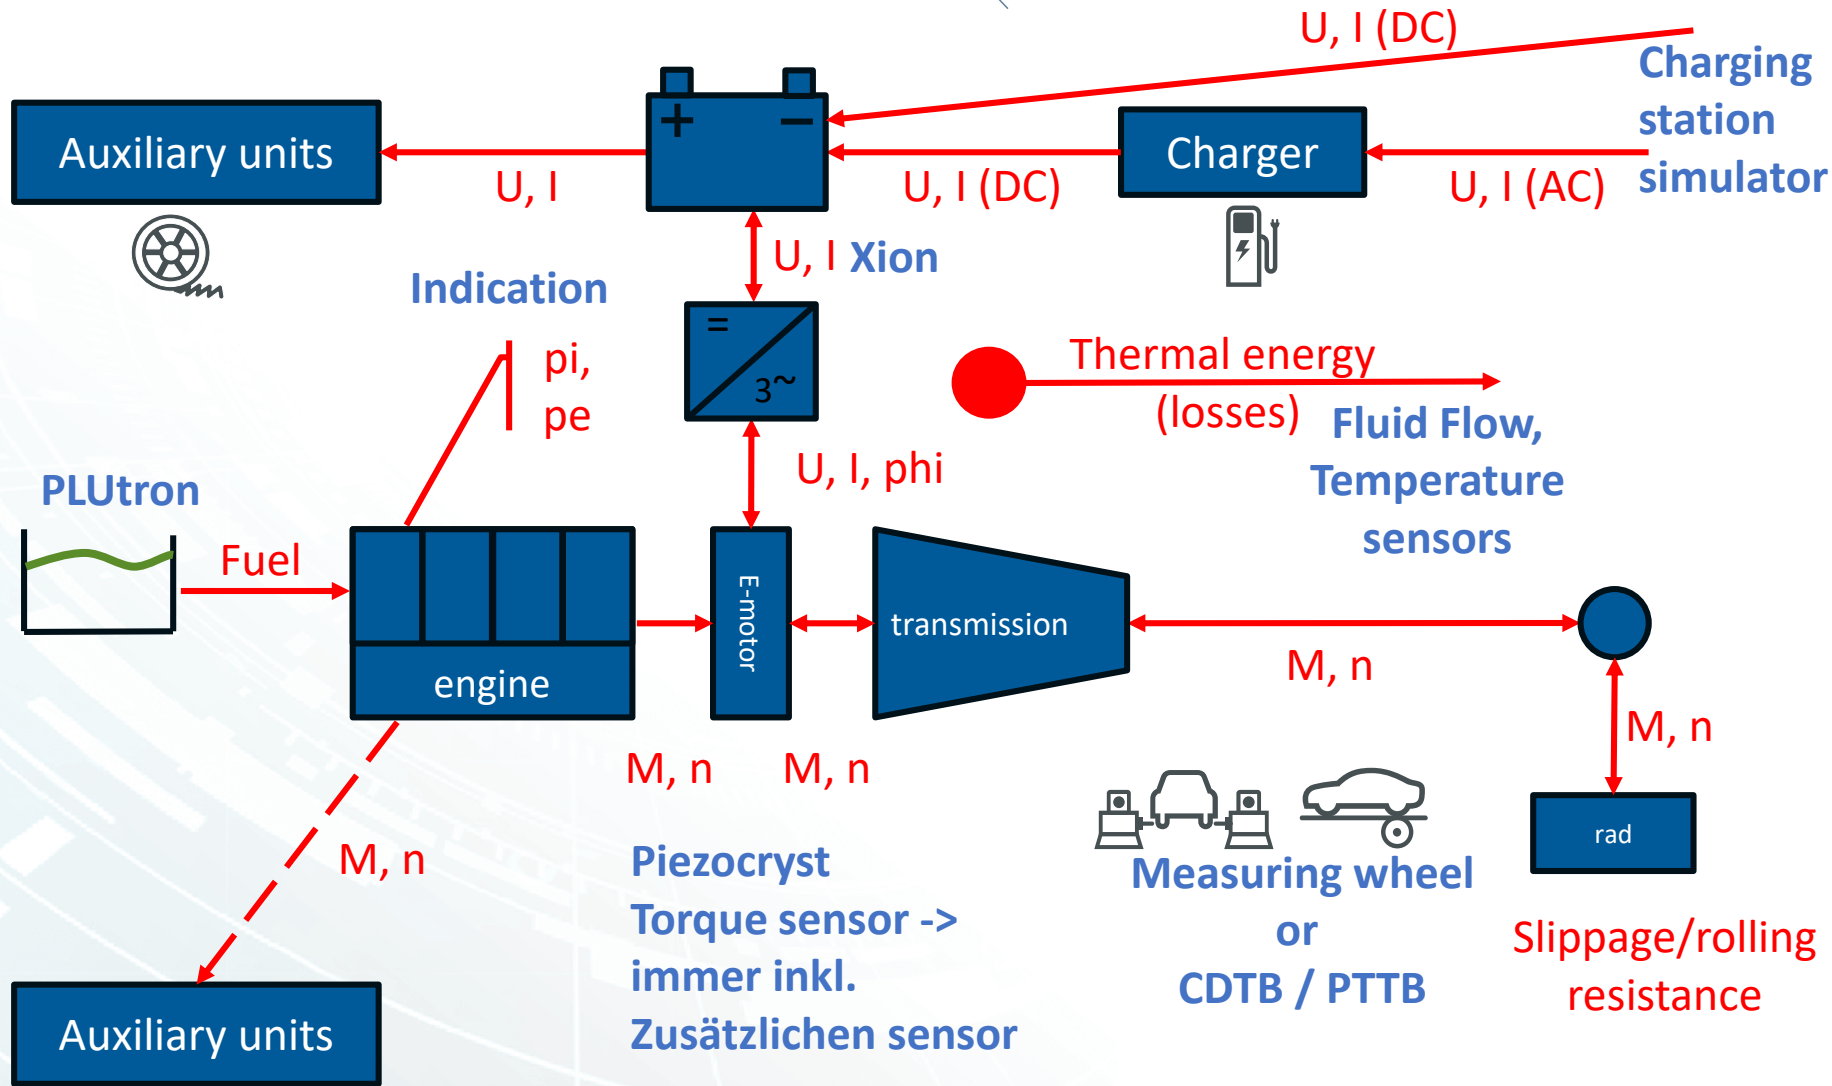 U, I (DC)
Charging
station
simulator
Auxiliary units
+ −
Charger
U, I
U, I (DC)
U, I (AC)
U, I Xion
Indication
pi,
pe
=
3~
Thermal energy
(losses)
Fluid Flow,
Temperature
sensors
U, I, phi
PLUtron
Fuel
engine
E-motor
transmission
M, n
M, n
M, n
M, n
rad
M, n
Piezocryst
Torque sensor ->
immer inkl.
Zusätzlichen sensor
Measuring wheel
or
CDTB / PTTB
Slippage/rolling
resistance
Auxiliary units